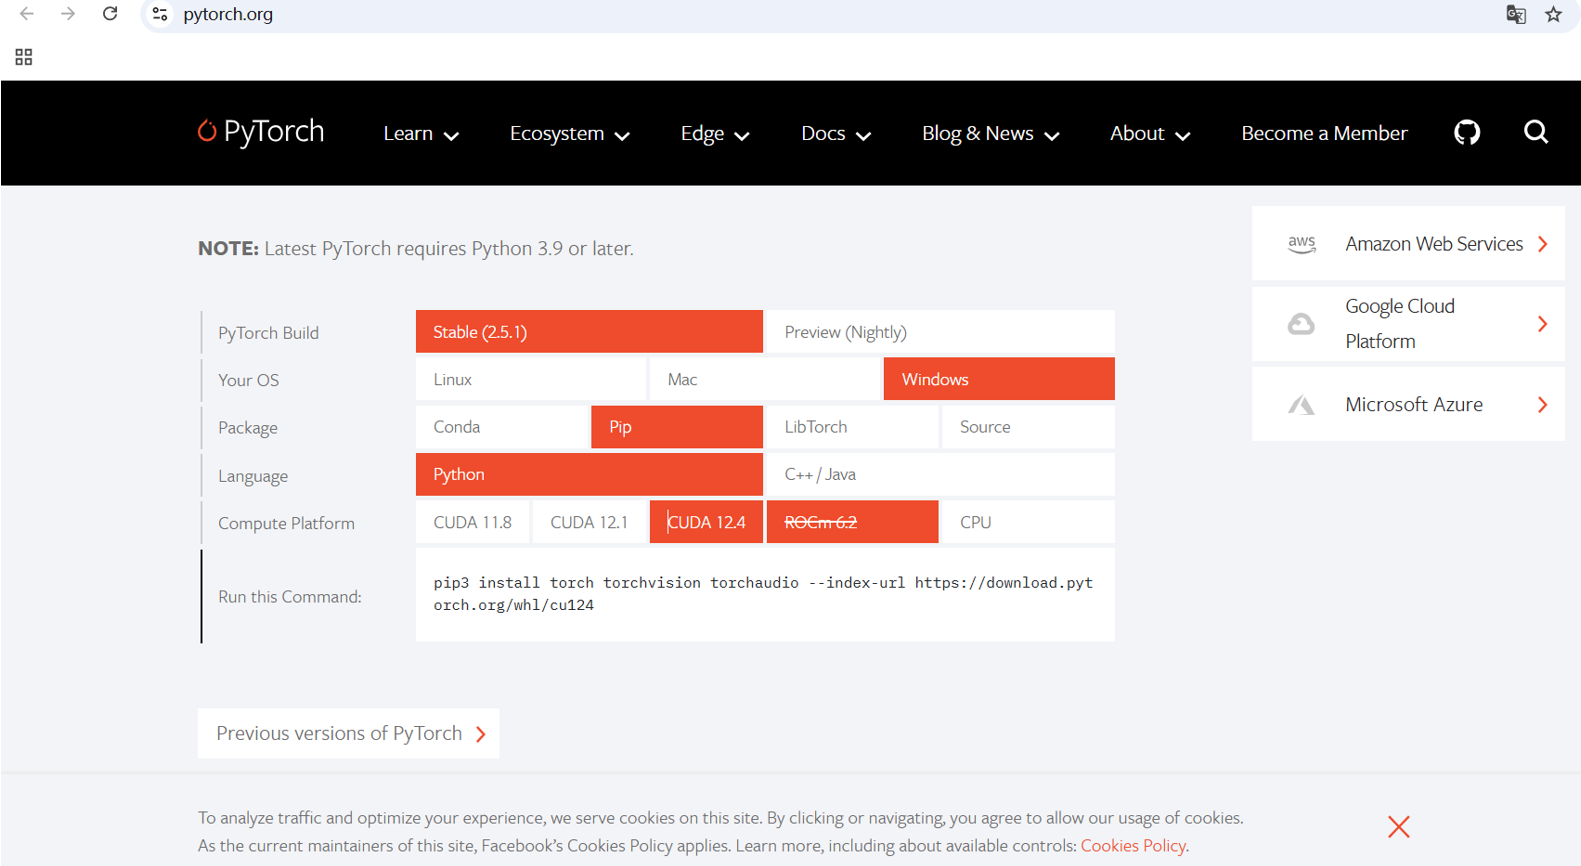 pytorch.org
PyTorch
Learn
Ecosystem
Edge
Docs
Blog & News
About
Become a Member
NOTE: Latest PyTorch requires Python 3.9 or later.
PyTorch Build
Stable (2.5.1)
Preview (Nightly)
Your OS
Linux
Mac
Windows
Package
Conda
Pip
LibTorch
Source
Language
Python
C++ / Java
Compute Platform
CUDA 11.8
CUDA 12.1
CUDA 12.4
ROCm 6.2
CPU
Run this Command:
pip3 install torch torchvision torchaudio --index-url https://download.pyt
orch.org/whl/cu124
Previous versions of PyTorch
aws
Amazon Web Services
Google Cloud
Platform
Microsoft Azure
To analyze traffic and optimize your experience, we serve cookies on this site. By clicking or navigating, you agree to allow our usage of cookies.
As the current maintainers of this site, Facebook’s Cookies Policy applies. Learn more, including about available controls: Cookies Policy.